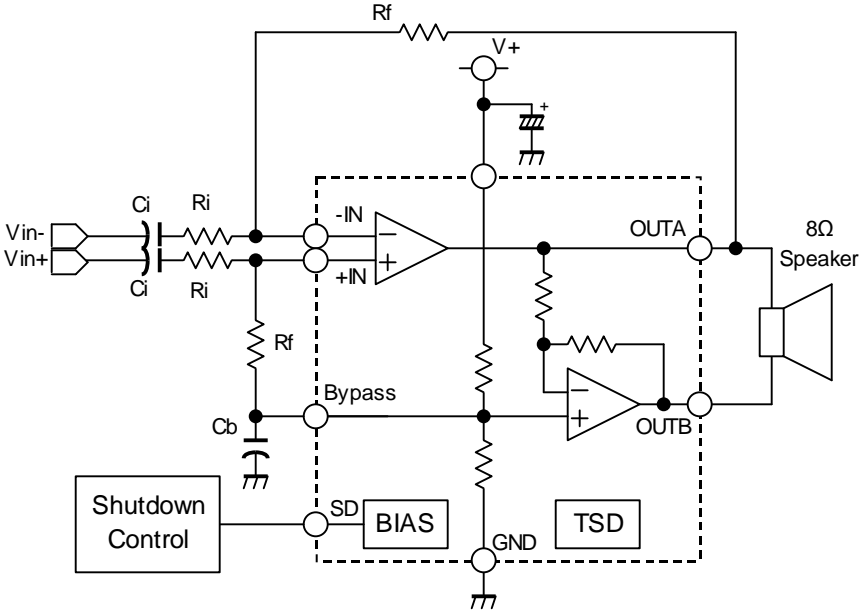 Rf
V+
+
Ci
Ri
-IN
OUTA
8Ω
Speaker
Vin-
Vin+
−
+
+IN
Ci
Ri
Rf
Bypass
−
+
Cb
OUTB
Shutdown
Control
SD
BIAS
TSD
GND